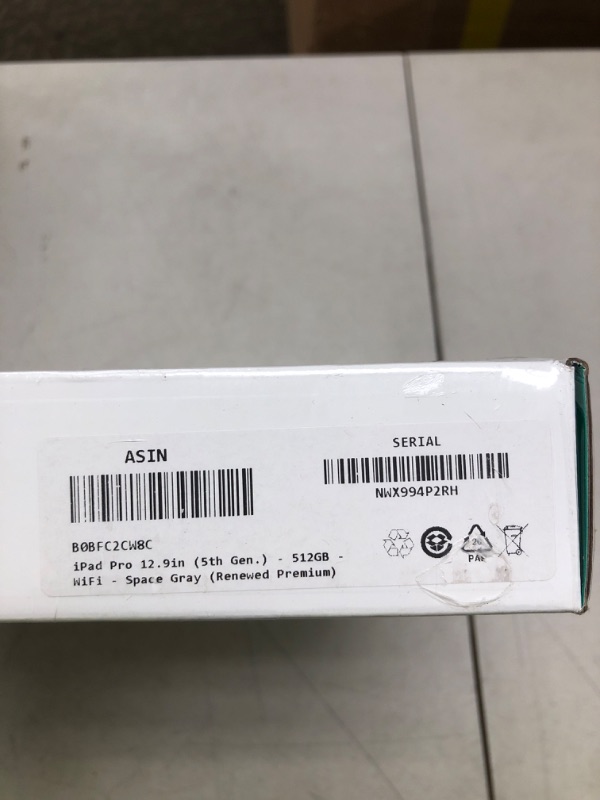 ASIN
B0BFC2CW8C
iPad Pro 12.9in (5th Gen.) - 512GB -
WiFi - Space Gray (Renewed Premium)
SERIAL
NWX994P2RH
PAP